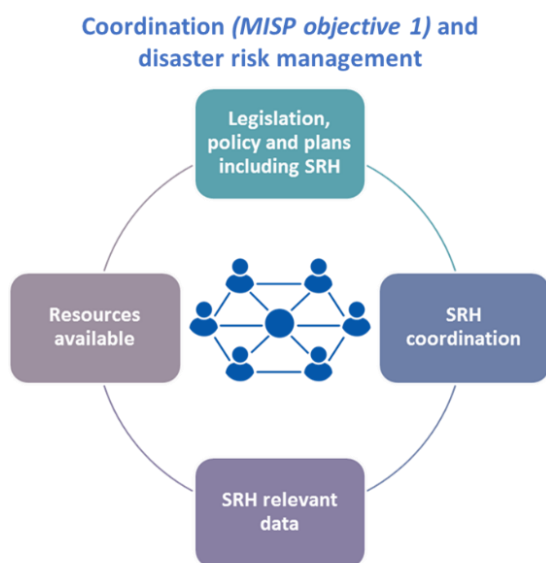 Coordination (MISP objective 1) and
disaster risk management
Legislation,
policy and plans
including SRH
Resources
available
SRH
coordination
SRH relevant
data